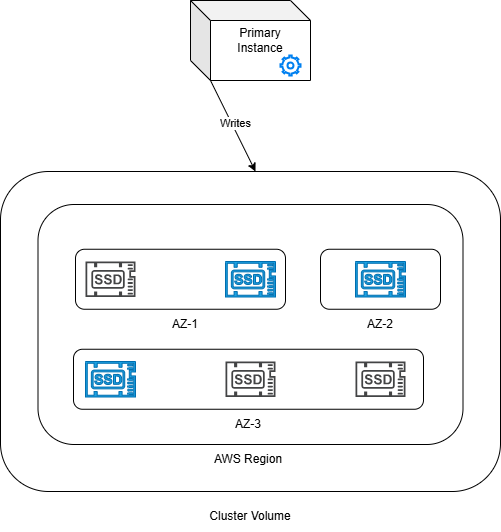 Primary
Instance
Writes
SSD
SSD
SSD
AZ-1
AZ-2
SSD
SSD
SSD
AZ-3
AWS Region
Cluster Volume